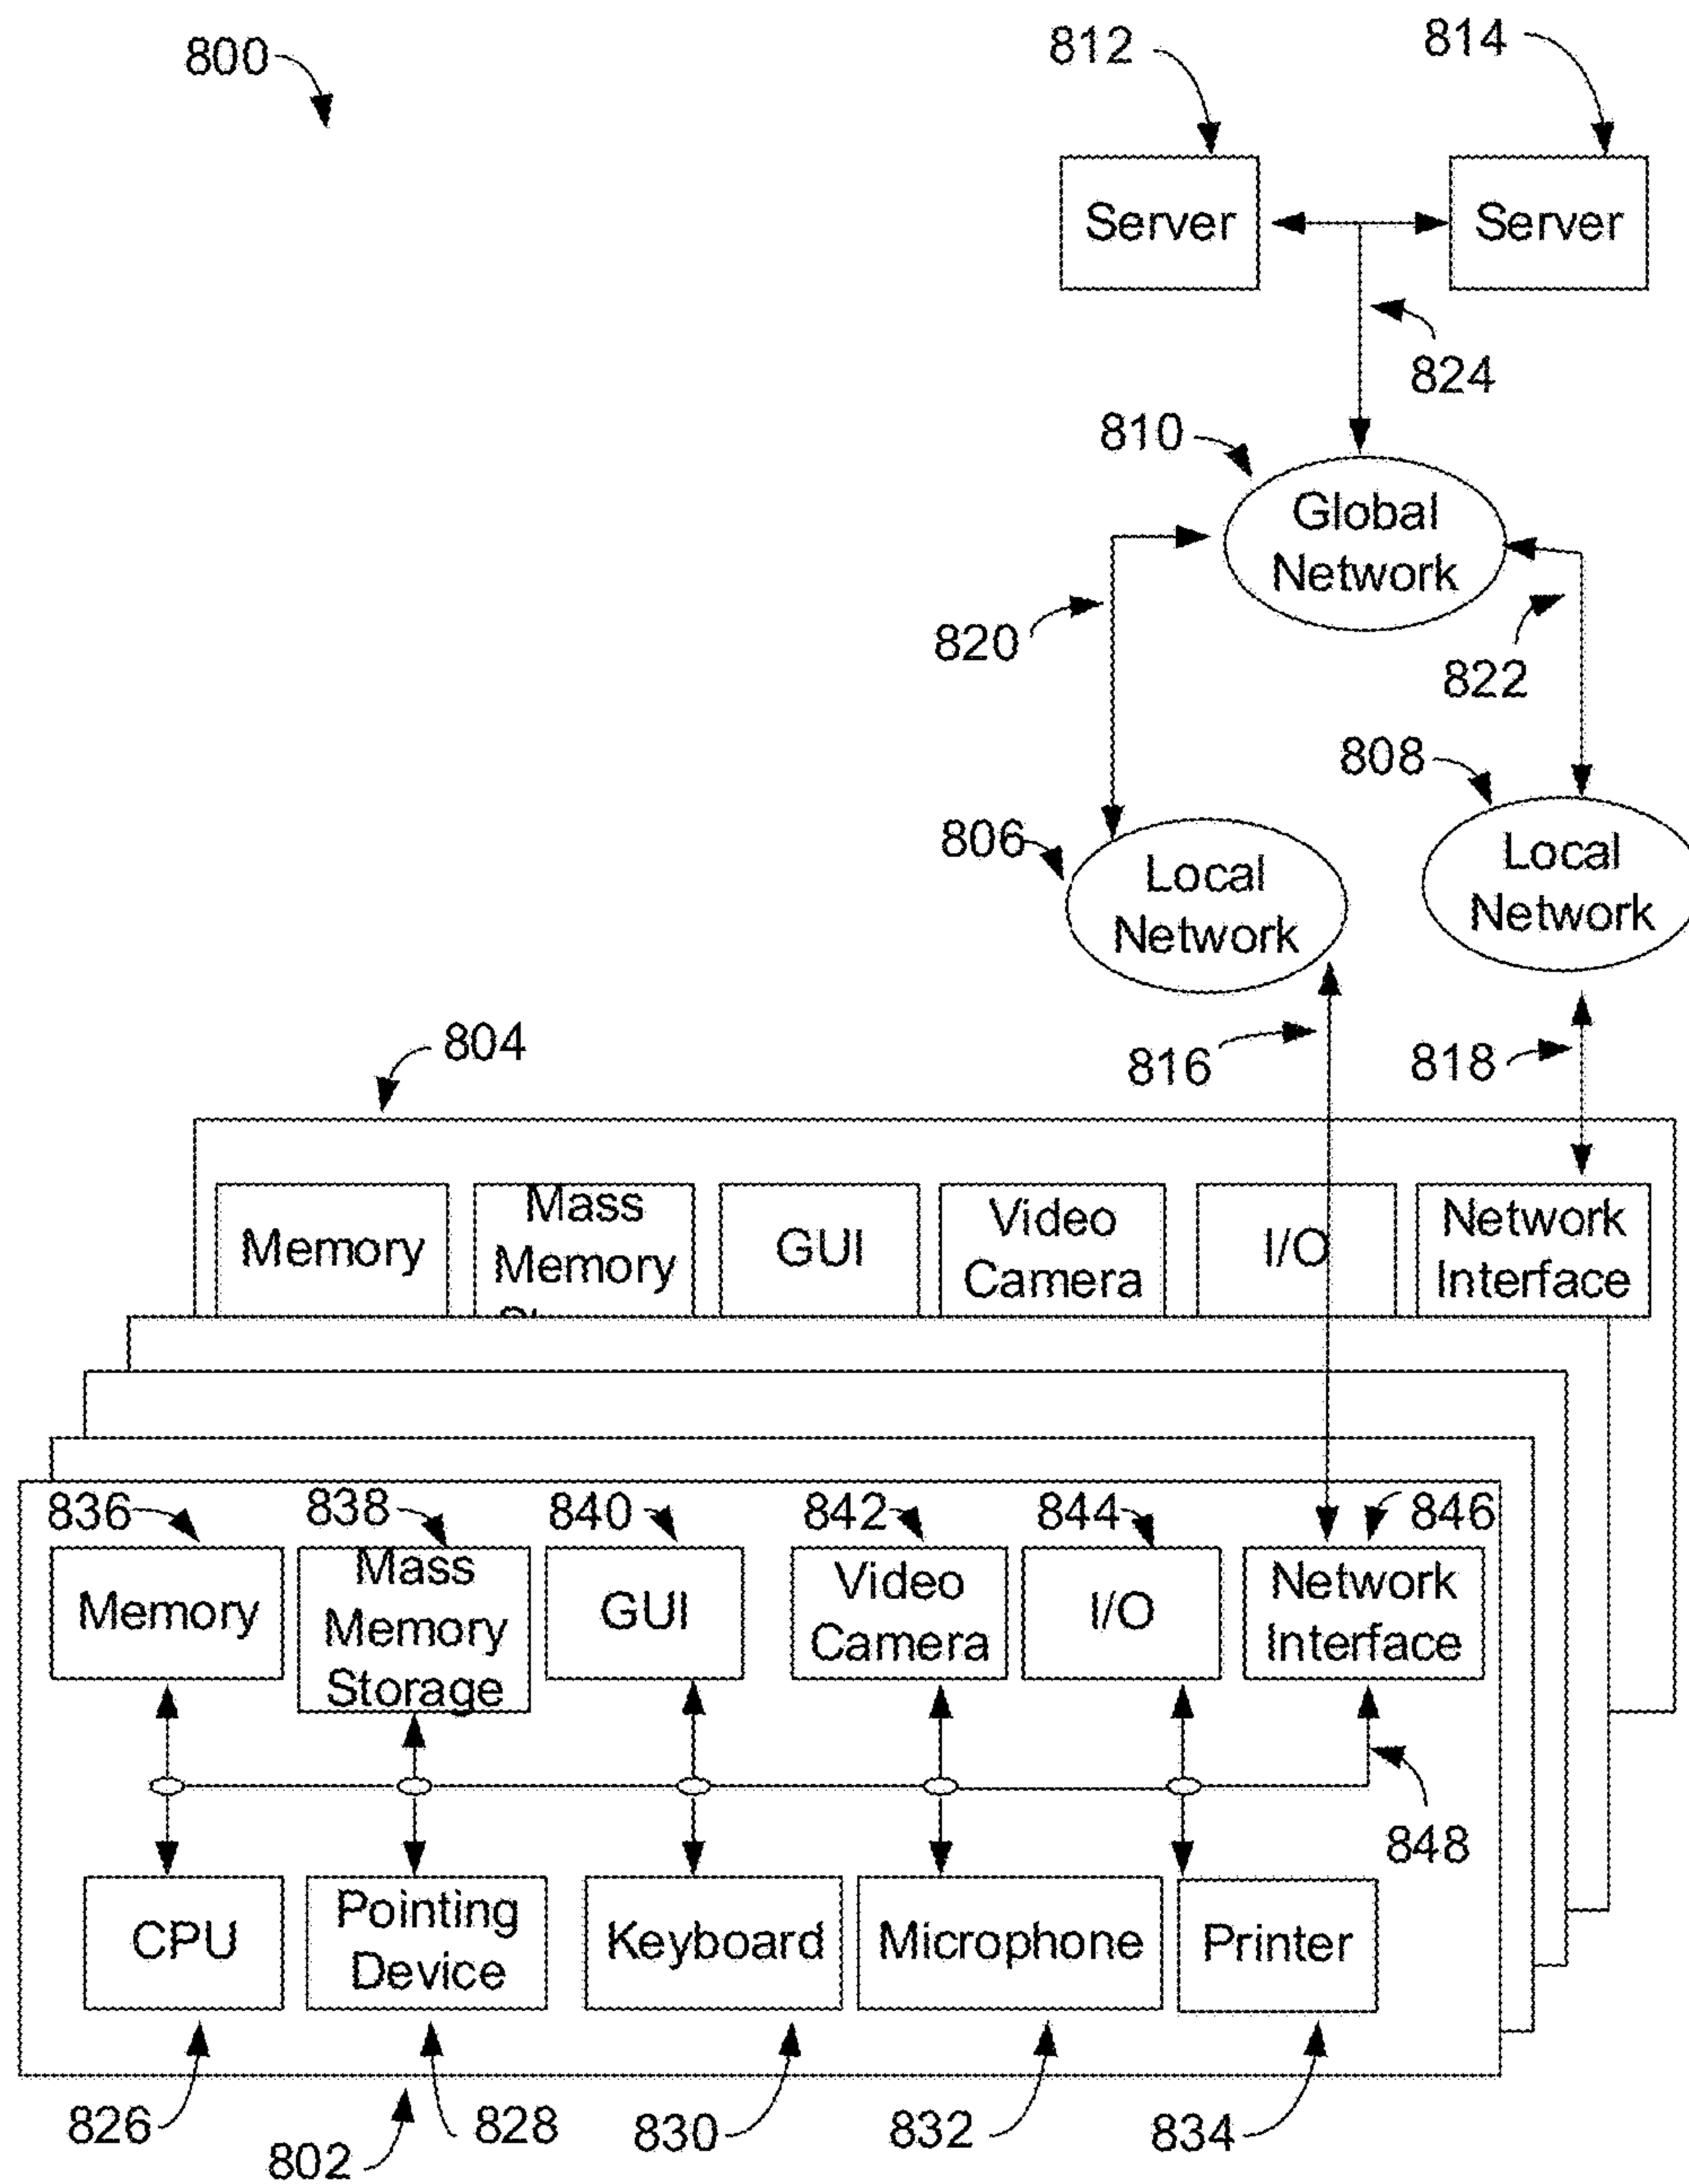 800
812
814
Server
Server
824
810
Global
Network
820
822
808
806
Local
Network
Local
Network
804
816
818
Memory
Mass
Memory
GUI
Video
Camera
I/O
Network
Interface
836
838
840
842
844
846
Memory
Mass
Memory
Storage
GUI
Video
Camera
I/O
Network
Interface
848
CPU
Pointing
Device
Keyboard
Microphone
Printer
826
802
828
830
832
834